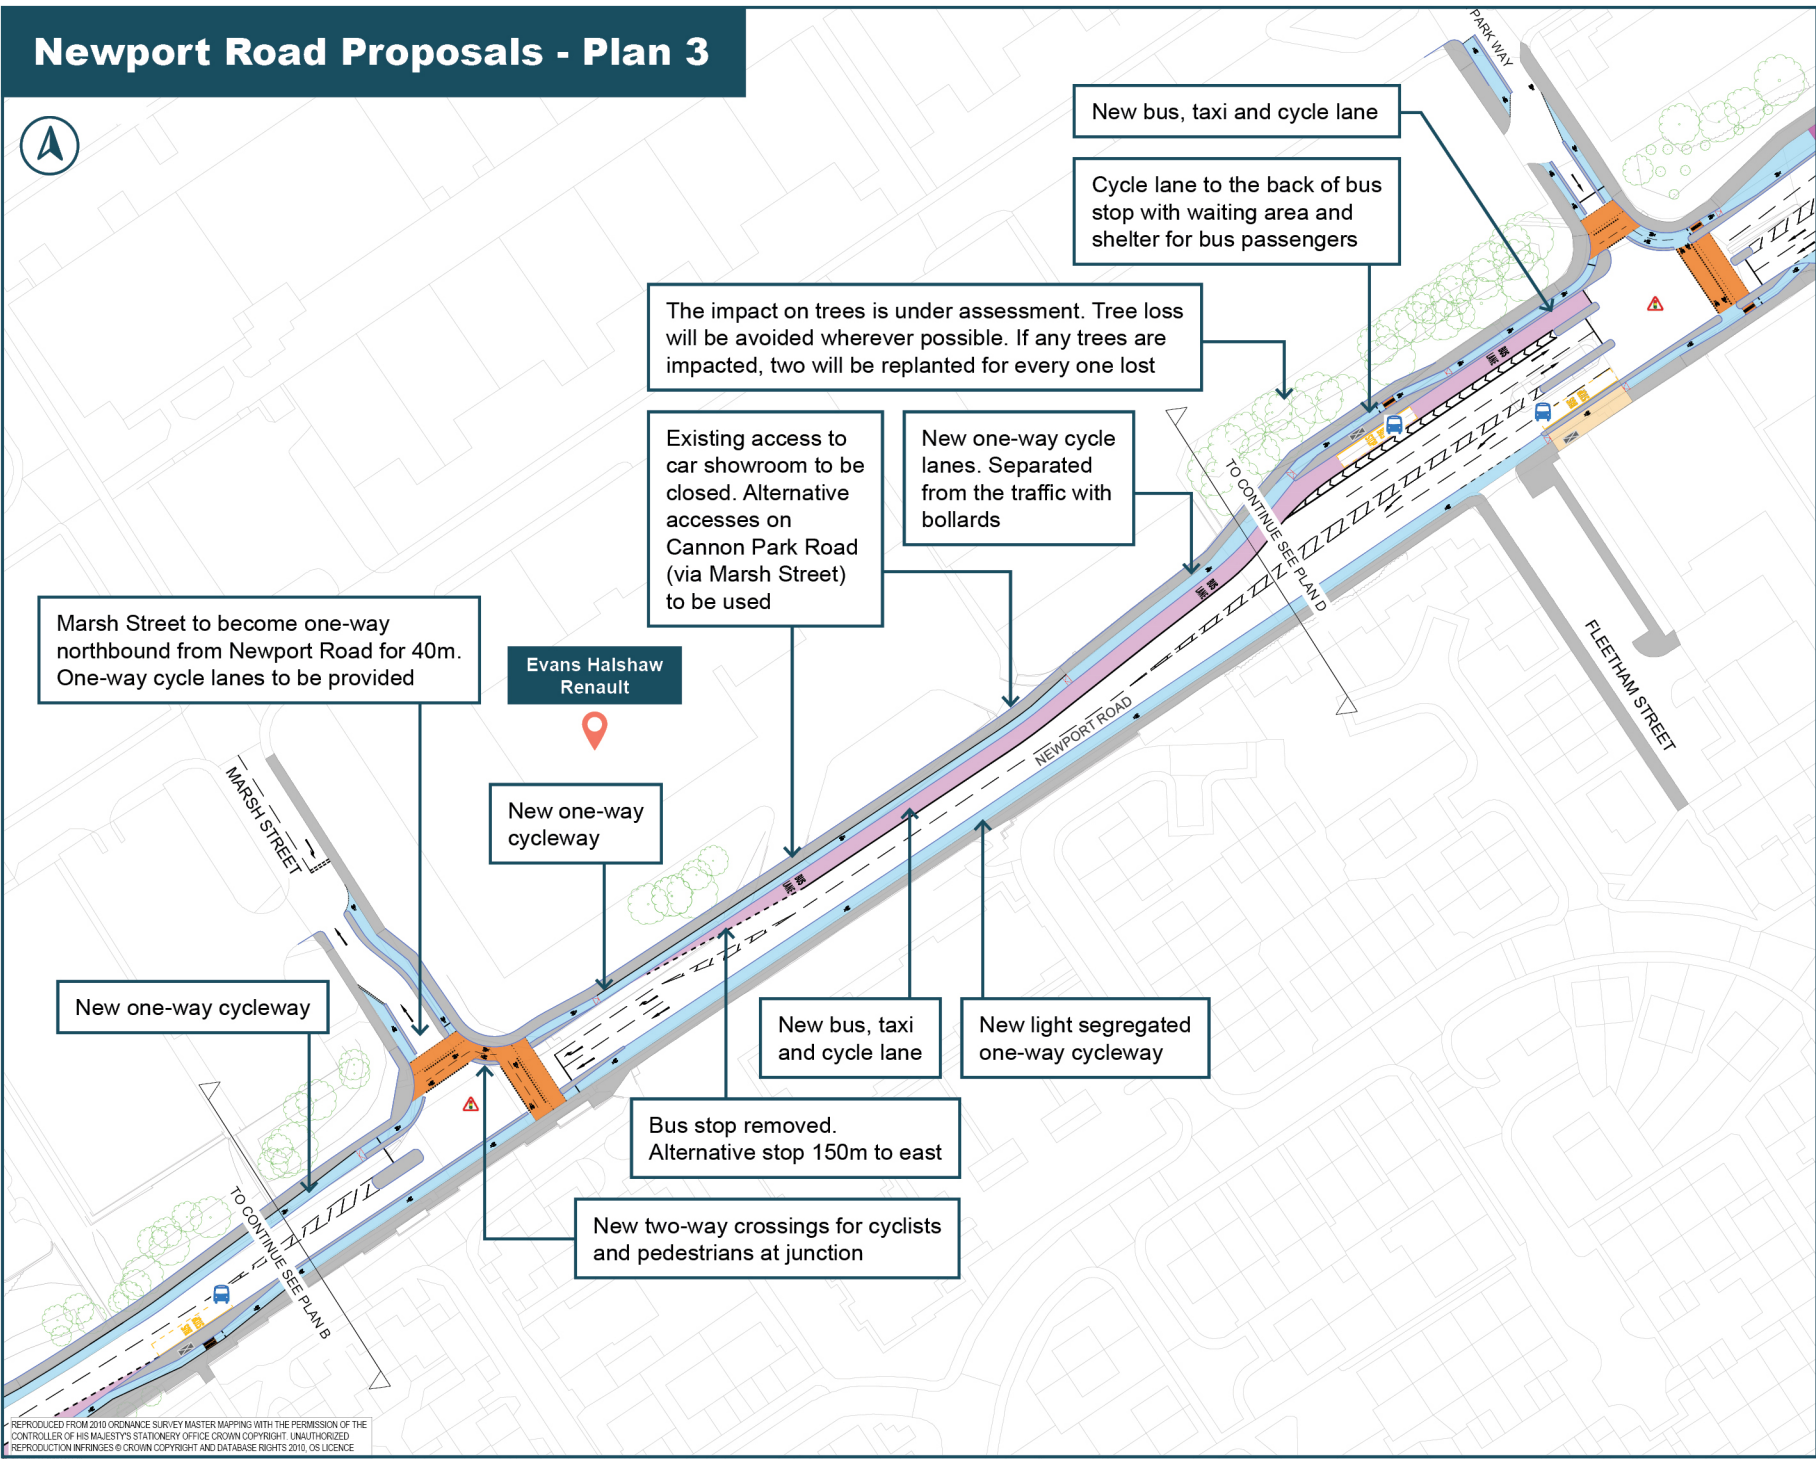 Newport Road Proposals - Plan 3
PARK WAY
New bus, taxi and cycle lane
Cycle lane to the back of bus
stop with waiting area and
shelter for bus passengers
The impact on trees is under assessment. Tree loss
will be avoided wherever possible. If any trees are
impacted, two will be replanted for every one lost
Existing access to
car showroom to be
closed. Alternative
accesses on
Cannon Park Road
(via Marsh Street)
to be used
New one-way cycle
lanes. Separated
from the traffic with
bollards
BUS
LANE
TO CONTINUE SEE PLAN D
BUS
LANE
FLEETHAM STREET
Marsh Street to become one-way
northbound from Newport Road for 40m.
One-way cycle lanes to be provided
Evans Halshaw
Renault
NEWPORT ROAD
MARSH STREET
New one-way
cycleway
BUS
LANE
New one-way cycleway
New bus, taxi
and cycle lane
New light segregated
one-way cycleway
Bus stop removed.
Alternative stop 150m to east
New two-way crossings for cyclists
and pedestrians at junction
TO CONTINUE SEE PLAN B
REPRODUCED FROM 2010 ORDNANCE SURVEY MASTER MAPPING WITH THE PERMISSION OF THE
CONTROLLER OF HIS MAJESTY'S STATIONERY OFFICE CROWN COPYRIGHT. UNAUTHORIZED
REPRODUCTION INFRINGES © CROWN COPYRIGHT AND DATABASE RIGHTS 2010, OS LICENCE